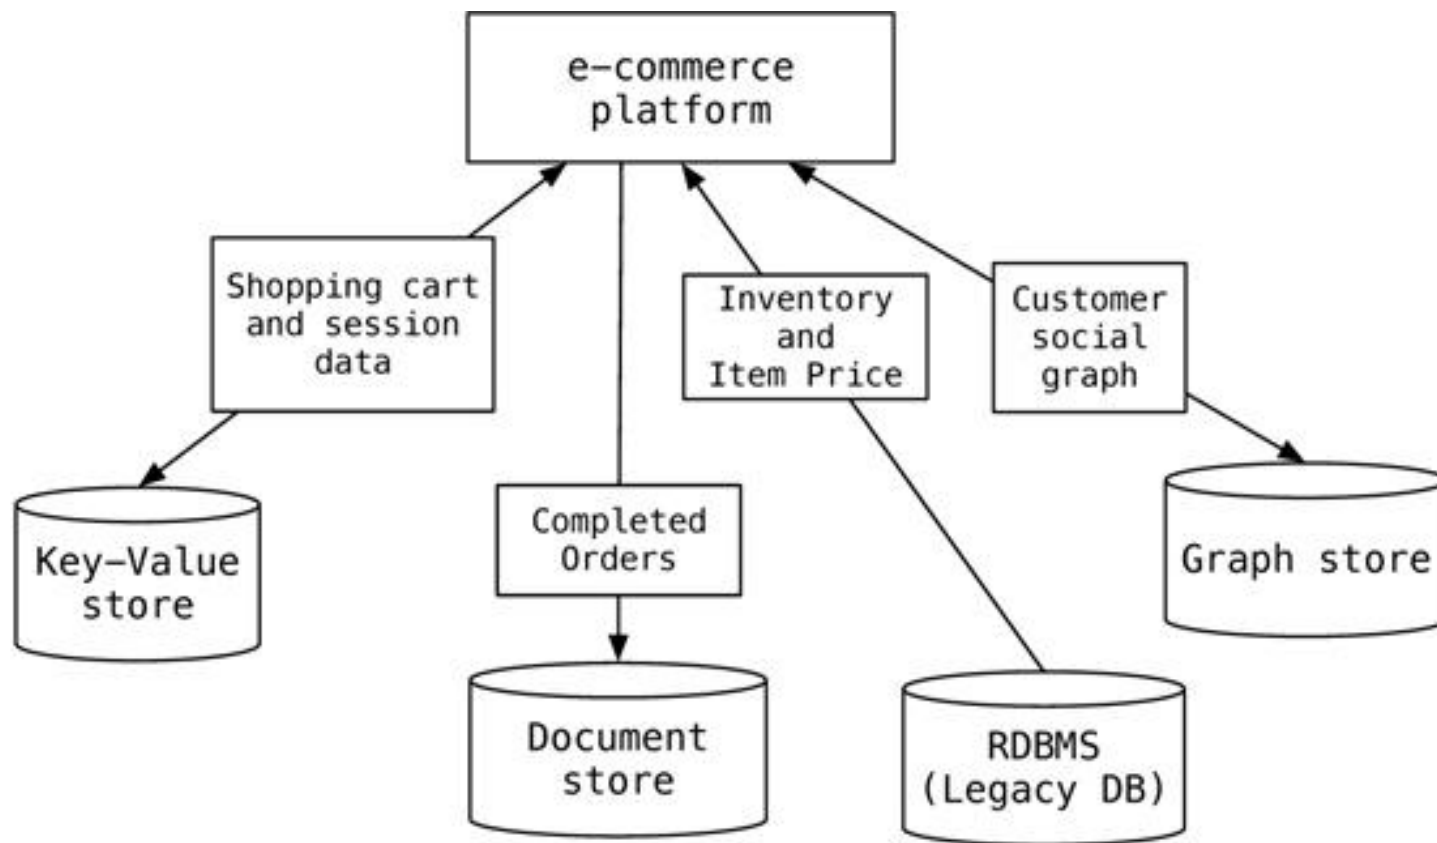 e-commerce
platform
Shopping cart
and session
data
Inventory
and
Item Price
Customer
social
graph
Completed
Orders
Key-Value
store
Graph store
Document
store
RDBMS
(Legacy DB)